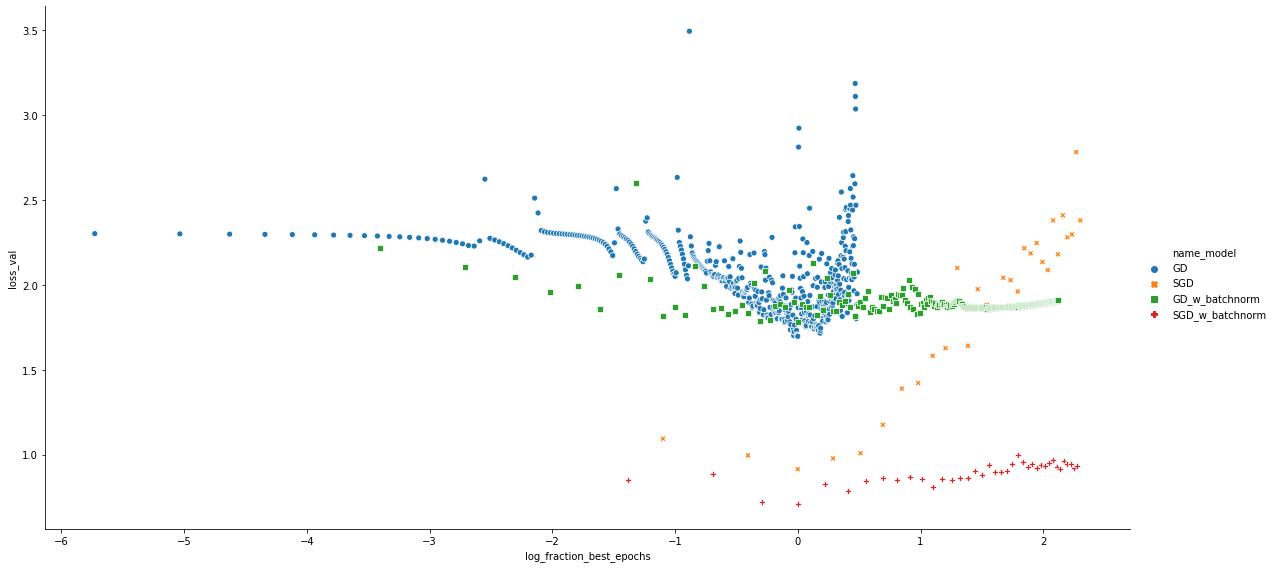 3.5
3.0
2.5
2.0
1.5
1.0
loss_val
−6 −5 −4 −3 −2 −1 0 1 2
log_fraction_best_epochs
name_model
GD
SGD
GD_w_batchnorm
SGD_w_batchnorm